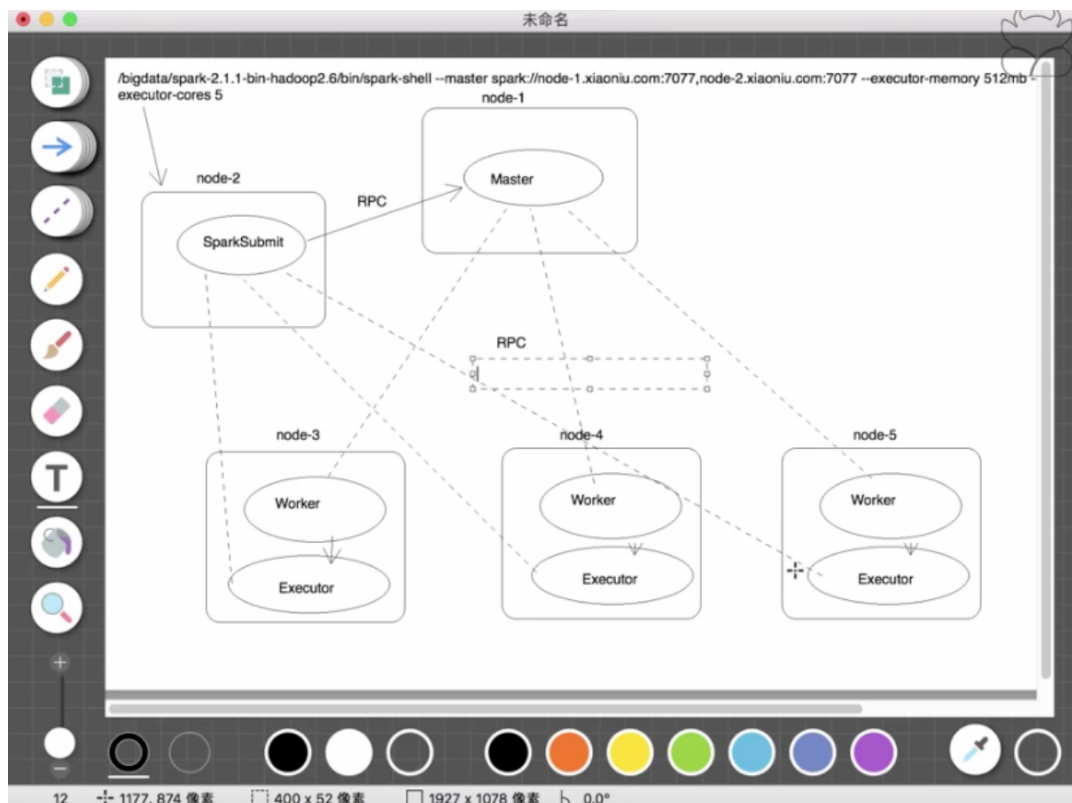 未命名
/bigdata/spark-2.1.1-bin-hadoop2.6/bin/spark-shell --master spark://node-1.xiaoniu.com:7077,node-2.xiaoniu.com:7077 --executor-memory 512mb -
executor-cores 5
node-1
node-2
Master
RPC
SparkSubmit
RPC
node-3
node-4
node-5
Worker
Worker
Worker
Executor
Executor
Executor
T
12
1177, 874 像素
400 x 52 像素
1927 x 1078 像素
0.0°